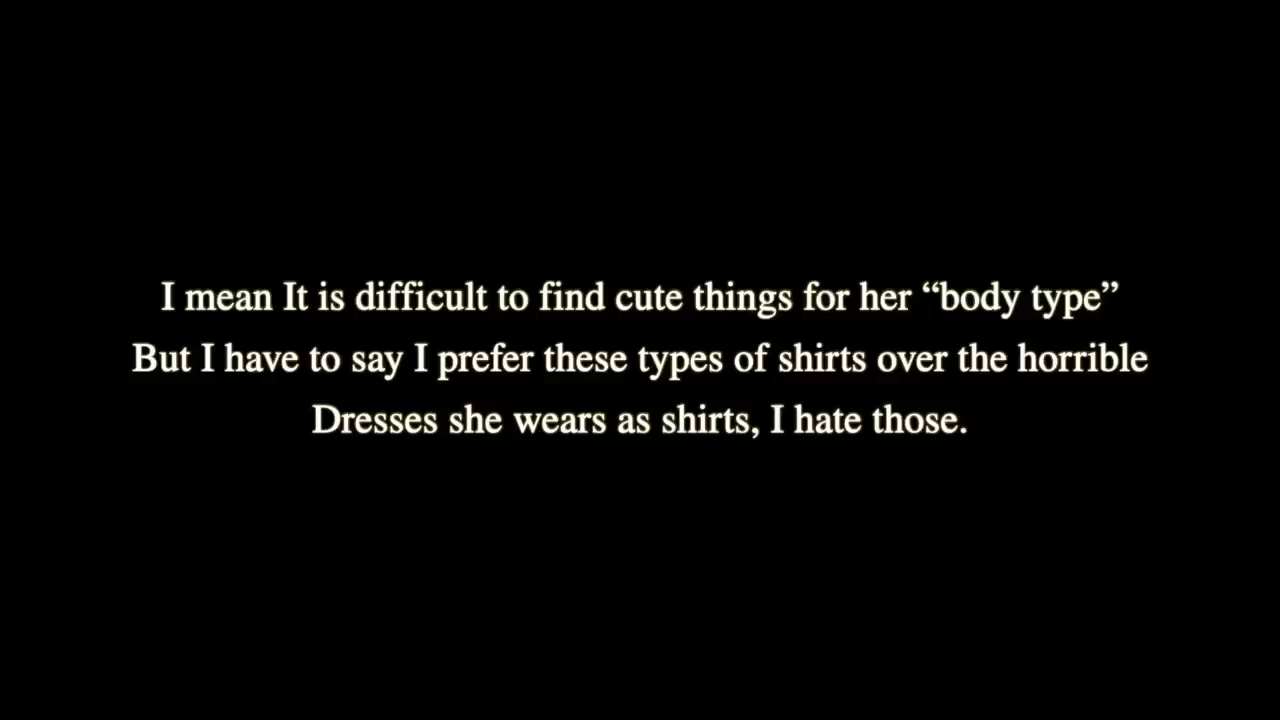 I mean It is difficult to find cute things for her “body type”
But I have to say I prefer these types of shirts over the horrible
Dresses she wears as shirts, I hate those.